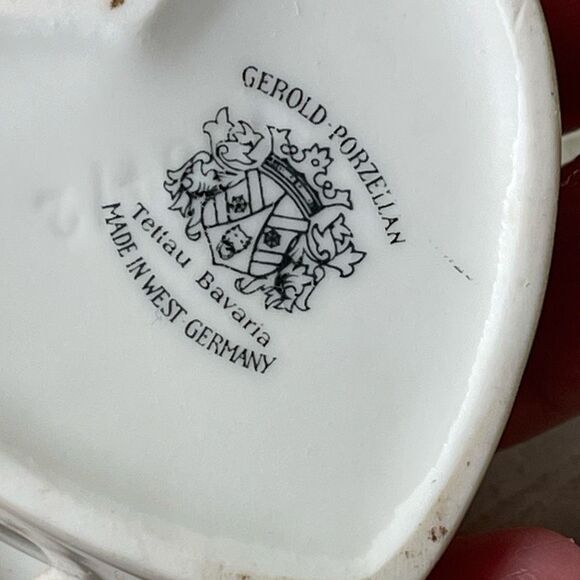 GEROLD-PORZELLAN
Tettau Bavaria
MADE IN WEST-GERMANY